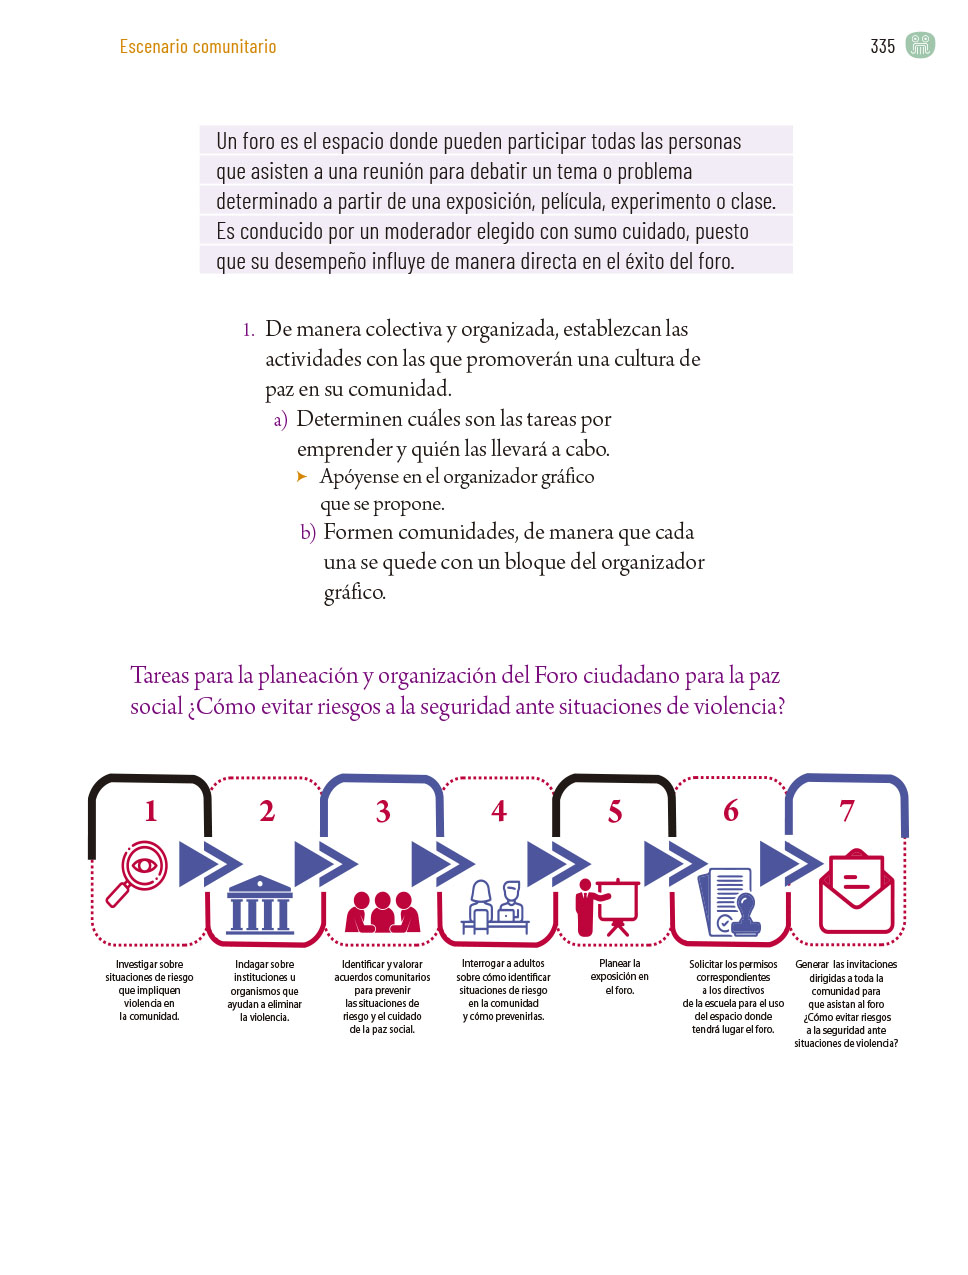 Escenario comunitario
335
Un foro es el espacio donde pueden participar todas las personas
que asisten a una reunión para debatir un tema o problema
determinado a partir de una exposición, película, experimento o clase.
Es conducido por un moderador elegido con sumo cuidado, puesto
que su desempeño influye de manera directa en el éxito del foro.
1. De manera colectiva y organizada, establezcan las
actividades con las que promoverán una cultura de
paz en su comunidad.
a) Determinen cuáles son las tareas por
emprender y quién las llevará a cabo.
➤ Apóyense en el organizador gráfico
que se propone.
b) Formen comunidades, de manera que cada
una se quede con un bloque del organizador
gráfico.
Tareas para la planeación y organización del Foro ciudadano para la paz
social ¿Cómo evitar riesgos a la seguridad ante situaciones de violencia?
1
Investigar sobre
situaciones de riesgo
que impliquen
violencia en
la comunidad.
2
Indagar sobre
instituciones u
organismos que
ayudan a eliminar
la violencia.
3
Identificar y valorar
acuerdos comunitarios
para prevenir
las situaciones de
riesgo y el cuidado
de la paz social.
4
Interrogar a adultos
sobre cómo identificar
situaciones de riesgo
en la comunidad
y cómo prevenirlas.
5
Planear la
exposición en
el foro.
6
Solicitar los permisos
correspondientes
a los directivos
de la escuela para el uso
del espacio donde
tendrá lugar el foro.
7
Generar las invitaciones
dirigidas a toda la
comunidad para
que asistan al foro
¿Cómo evitar riesgos
a la seguridad ante
situaciones de violencia?